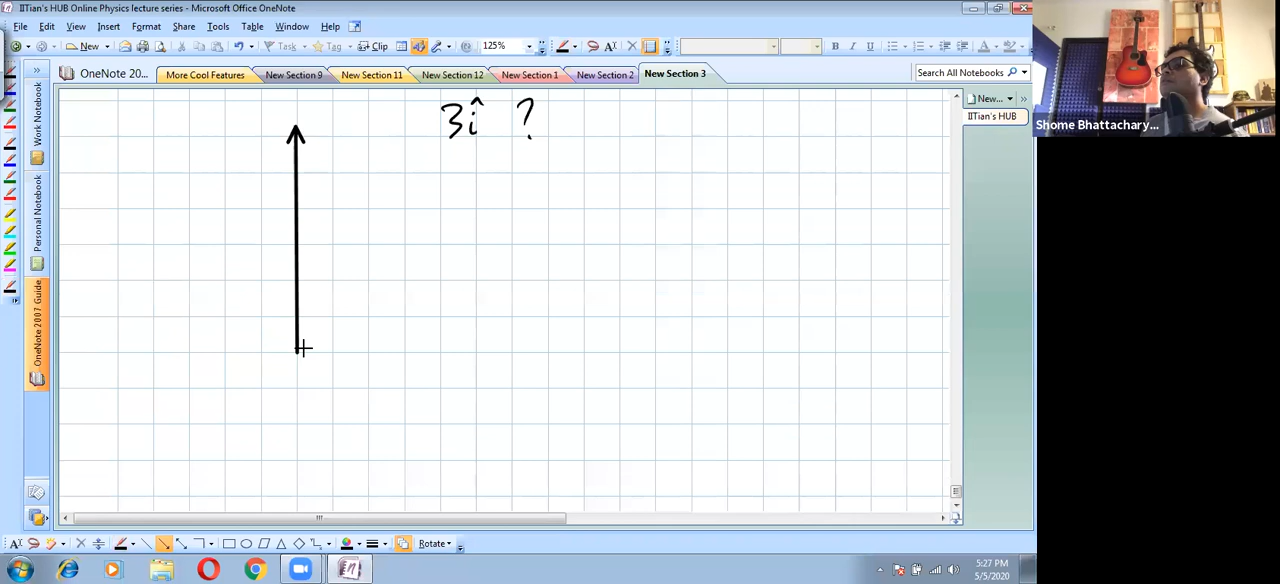 IITian's HUB Online Physics lecture series - Microsoft Office OneNote
File Edit View Insert Format Share Tools Table Window Help
New Task Tag Clip 125% B I U A
OneNote 20... More Cool Features New Section 9 New Section 11 New Section 12 New Section 1 New Section 2 New Section 3 Search All Notebooks
New...
IITian's HUB
Shome Bhattachary...
3î ?
Work Notebook
Personal Notebook
OneNote 2007 Guide
Rotate
5:27 PM
5/5/2020